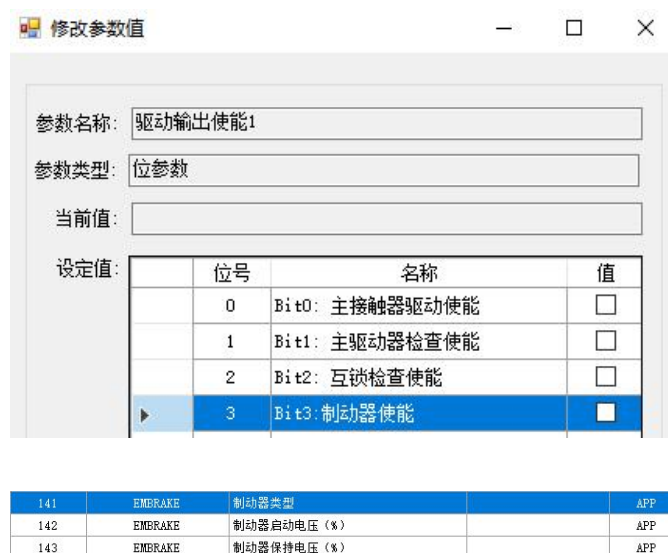 修改参数值
参数名称: 驱动输出使能1
参数类型: 位参数
当前值:
设定值: 位号 名称 值
0 Bit0: 主接触器驱动使能
1 Bit1: 主驱动器检查使能
2 Bit2: 互锁检查使能
3 Bit3:制动器使能
141 EMBRAKE 制动器类型 APP
142 EMBRAKE 制动器启动电压（%） APP
143 EMBRAKE 制动器保持电压（%） APP